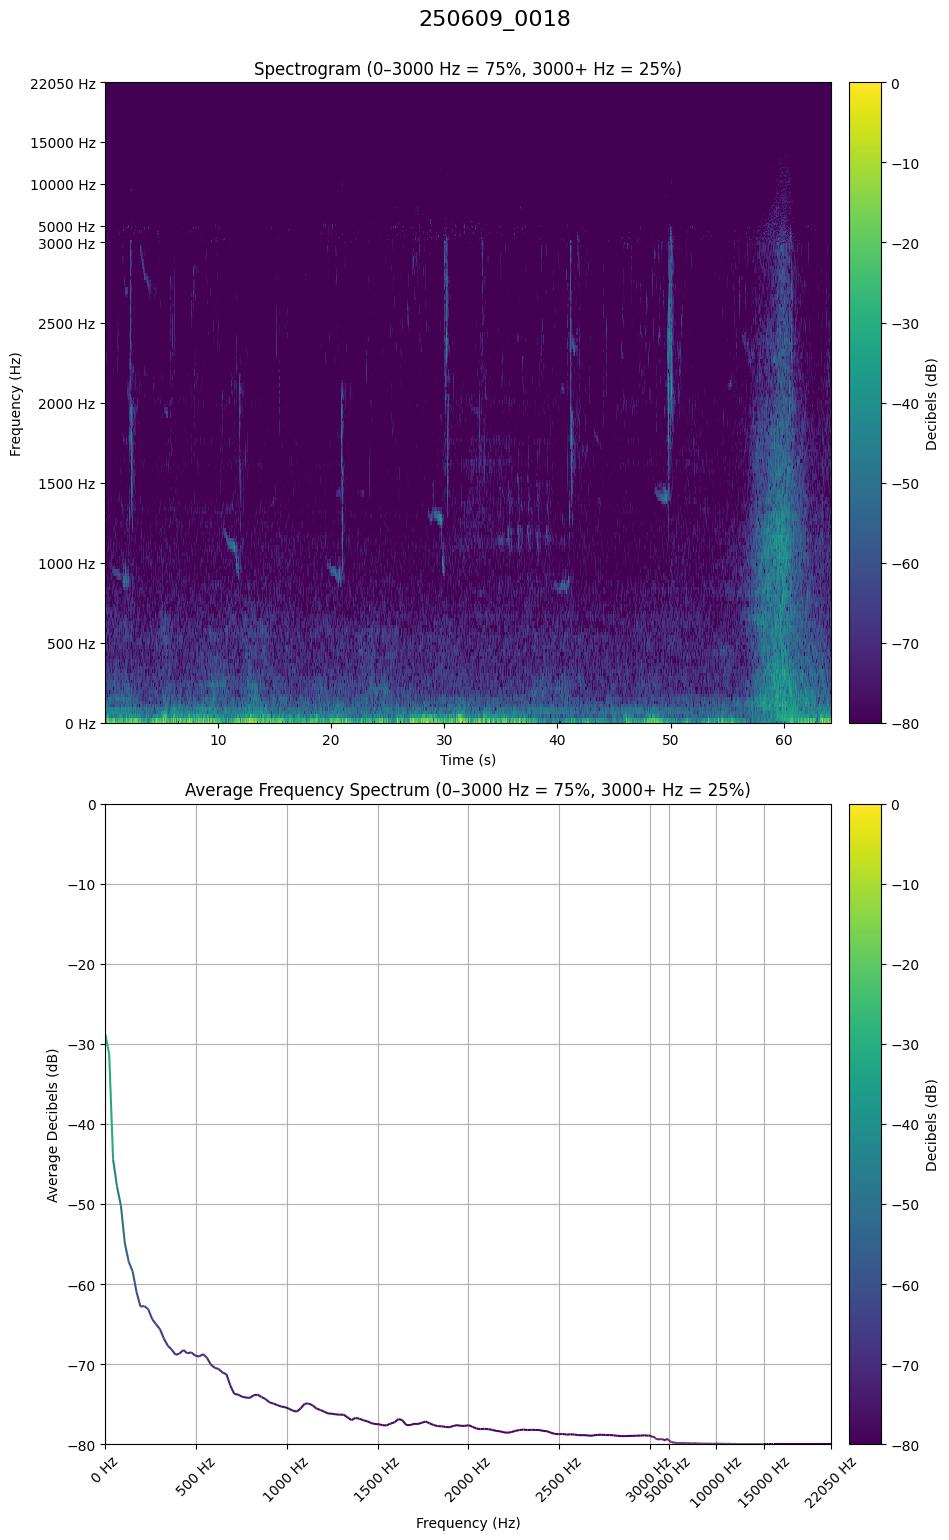 250609_0018
Spectrogram (0–3000 Hz = 75%, 3000+ Hz = 25%)
22050 Hz
15000 Hz
10000 Hz
5000 Hz
3000 Hz
2500 Hz
2000 Hz
1500 Hz
1000 Hz
500 Hz
0 Hz
Frequency (Hz)
10 20 30 40 50 60
Time (s)
0
−10
−20
−30
−40
−50
−60
−70
−80
Decibels (dB)
Average Frequency Spectrum (0–3000 Hz = 75%, 3000+ Hz = 25%)
0
−10
−20
−30
−40
−50
−60
−70
−80
Average Decibels (dB)
0 Hz 500 Hz 1000 Hz 1500 Hz 2000 Hz 2500 Hz 3000 Hz 5000 Hz 10000 Hz 15000 Hz 22050 Hz
Frequency (Hz)
0
−10
−20
−30
−40
−50
−60
−70
−80
Decibels (dB)